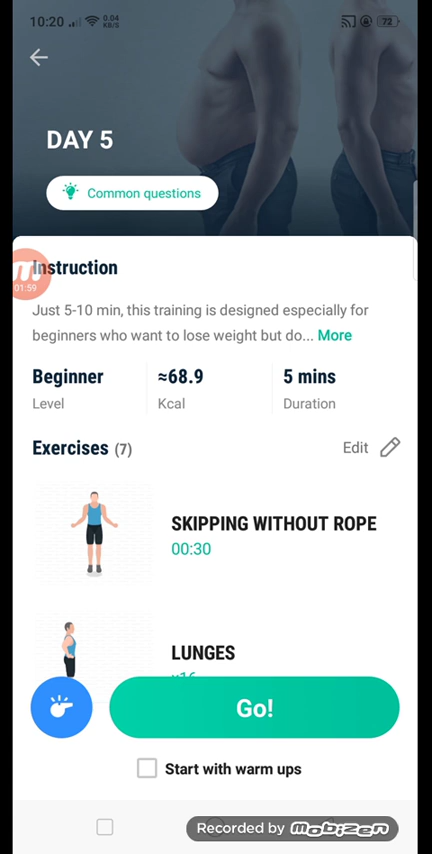 10:20
0.04
KB/S
72
DAY 5
Common questions
Instruction
01:59
Just 5-10 min, this training is designed especially for
beginners who want to lose weight but do... More
Beginner ≈68.9 5 mins
Level Kcal Duration
Exercises (7) Edit
SKIPPING WITHOUT ROPE
00:30
LUNGES
x16
Go!
Start with warm ups
Recorded by mobizen